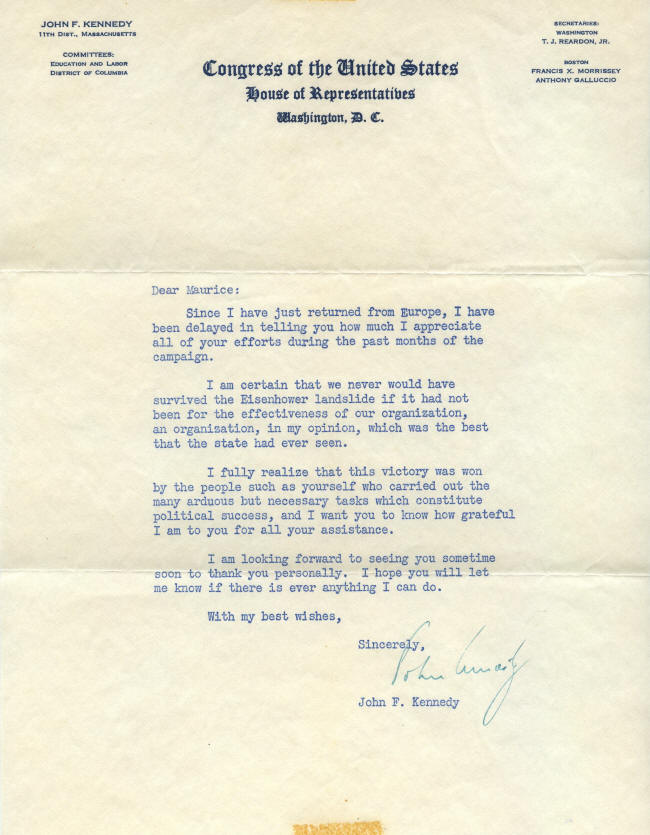 JOHN F. KENNEDY
11TH DIST., MASSACHUSETTS
COMMITTEES:
EDUCATION AND LABOR
DISTRICT OF COLUMBIA
SECRETARIES:
WASHINGTON
T. J. REARDON, JR.
BOSTON
FRANCIS X. MORRISSEY
ANTHONY GALLUCCIO
Congress of the United States
House of Representatives
Washington, D. C.
Dear Maurice:
Since I have just returned from Europe, I have
been delayed in telling you how much I appreciate
all of your efforts during the past months of the
campaign.
I am certain that we never would have
survived the Eisenhower landslide if it had not
been for the effectiveness of our organization,
an organization, in my opinion, which was the best
that the state had ever seen.
I fully realize that this victory was won
by the people such as yourself who carried out the
many arduous but necessary tasks which constitute
political success, and I want you to know how grateful
I am to you for all your assistance.
I am looking forward to seeing you sometime
soon to thank you personally. I hope you will let
me know if there is ever anything I can do.
With my best wishes,
Sincerely,
John Kennedy
John F. Kennedy